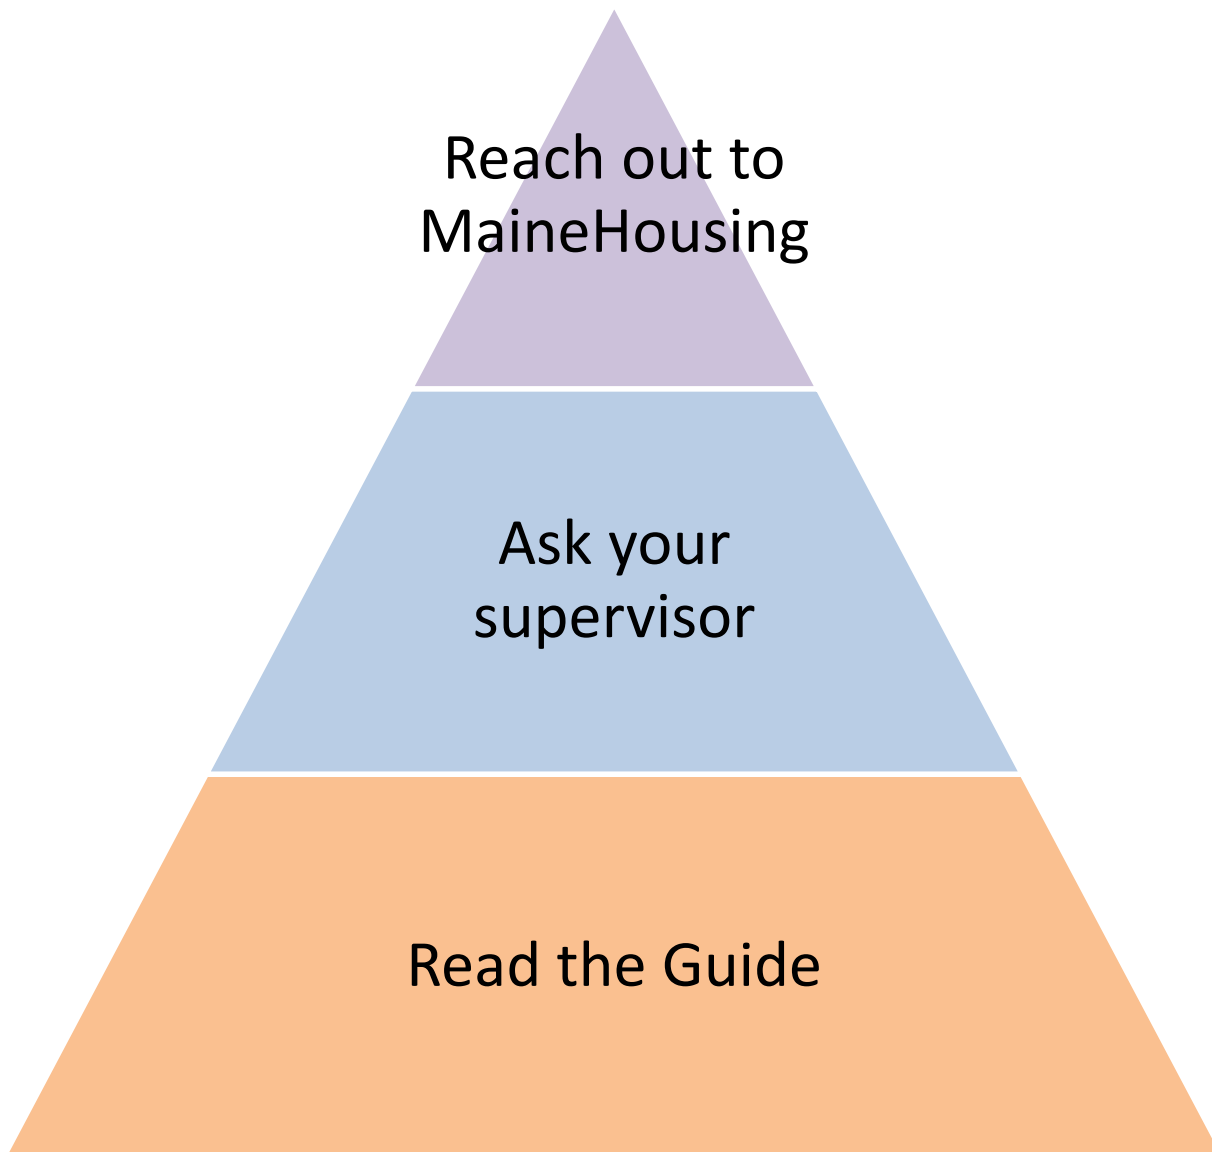 Reach out to
MaineHousing
Ask your
supervisor
Read the Guide